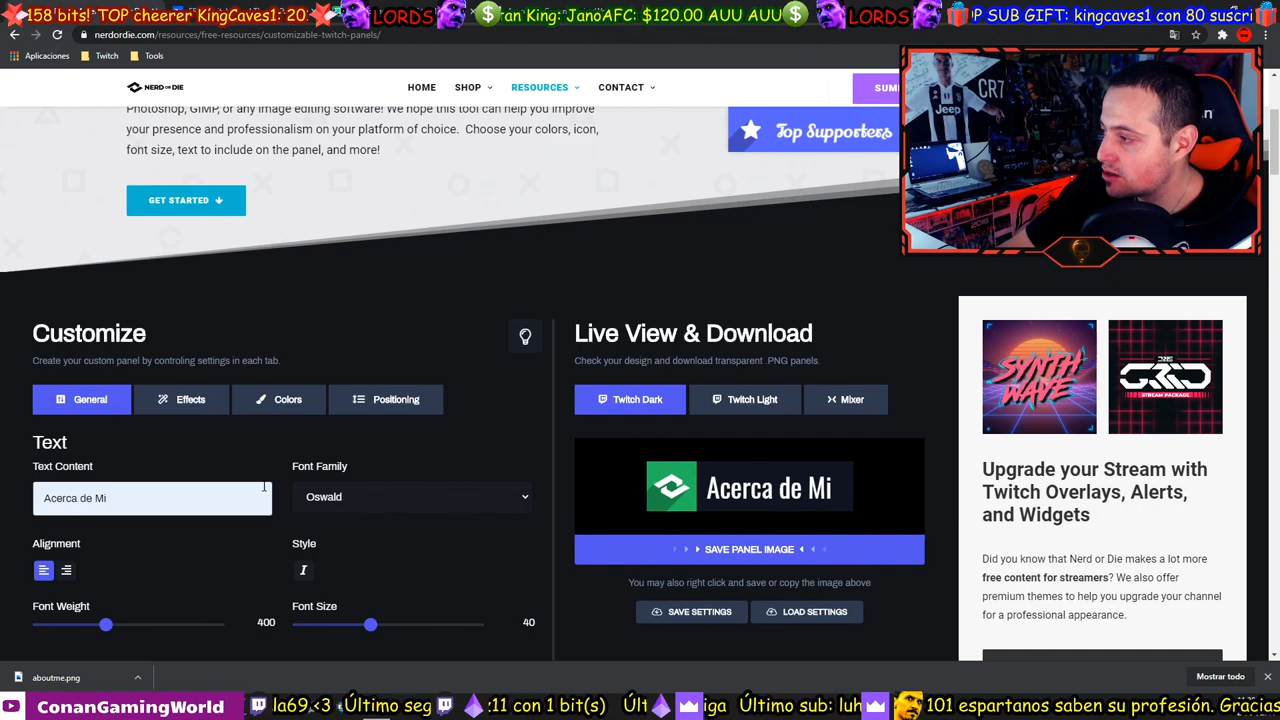 158 bits! TOP cheerer KingCaves1: 20
LORDS
ran King: JanoAFC: $120.00 AUU AUU
LORDS
P SUB GIFT: kingcaves1 con 80 suscri
nerdordie.com/resources/free-resources/customizable-twitch-panels/
Aplicaciones
Twitch
Tools
NERD OR DIE
HOME
SHOP
RESOURCES
CONTACT
SUM
Photoshop, GIMP, or any image editing software! We hope this tool can help you improve
your presence and professionalism on your platform of choice. Choose your colors, icon,
font size, text to include on the panel, and more!
Top Supporters
GET STARTED
CR7
Jeep
Customize
Create your custom panel by controling settings in each tab.
General
Effects
Colors
Positioning
Text
Text Content
Font Family
Acerca de Mi
Oswald
Alignment
Style
I
Font Weight
266
Font Size
40
Live View & Download
Check your design and download transparent .PNG panels.
Twitch Dark
Twitch Light
Mixer
Acerca de Mi
SAVE PANEL IMAGE
You may also right click and save or copy the image above
SAVE SETTINGS
LOAD SETTINGS
SYNTH
WAVE
GRID
STREAM PACKAGE
Upgrade your Stream with
Twitch Overlays, Alerts,
and Widgets
Did you know that Nerd or Die makes a lot more
free content for streamers? We also offer
premium themes to help you upgrade your channel
for a professional appearance.
aboutme.png
Mostrar todo
ConanGamingWorld
la69 <3
Último seg
:11 con 1 bit(s)
Últ
iga
Último sub: luh
101 espartanos saben su profesión. Gracias